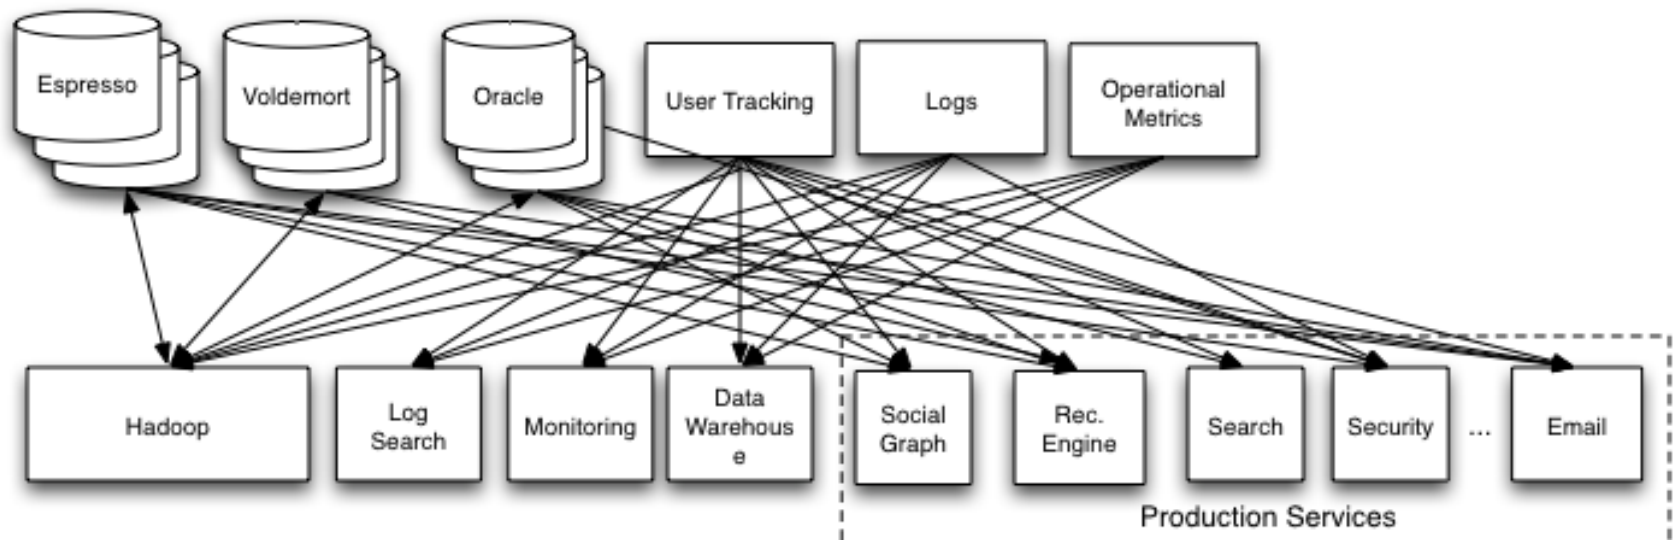 Espresso
Voldemort
Oracle
User Tracking
Logs
Operational
Metrics
Hadoop
Log
Search
Monitoring
Data
Warehous
e
Social
Graph
Rec.
Engine
Search
Security
...
Email
Production Services